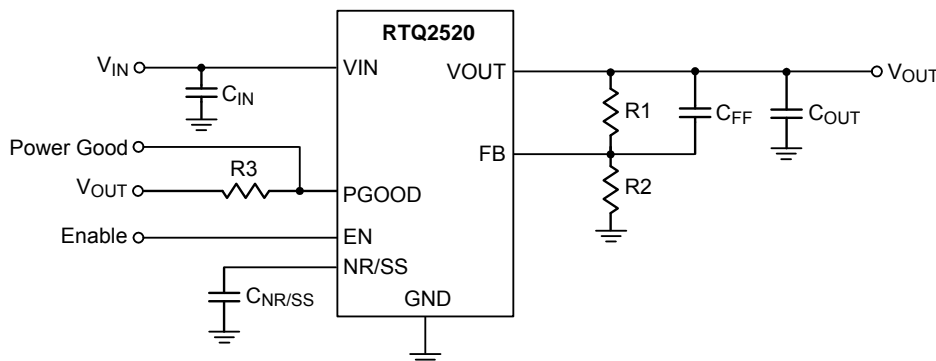 RTQ2520
VIN
VIN
CIN
VOUT
VOUT
R1
CFF
COUT
FB
R2
Power Good
R3
VOUT
PGOOD
Enable
EN
NR/SS
CNR/SS
GND